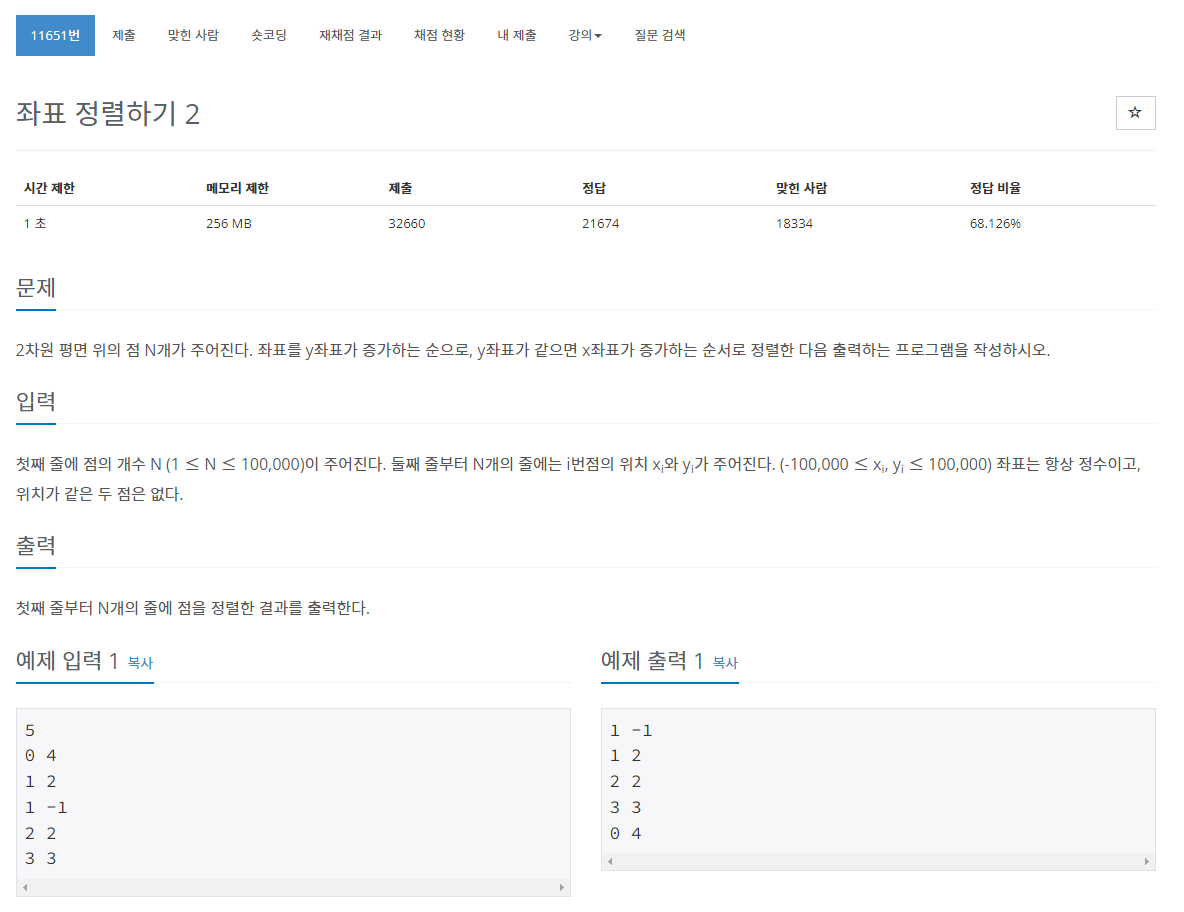 11651번 제출 맞힌 사람 숏코딩 재채점 결과 채점 현황 내 제출 강의 질문 검색
좌표 정렬하기 2
시간 제한 메모리 제한 제출 정답 맞힌 사람 정답 비율
1 초 256 MB 32660 21674 18334 68.126%
문제
2차원 평면 위의 점 N개가 주어진다. 좌표를 y좌표가 증가하는 순으로, y좌표가 같으면 x좌표가 증가하는 순서로 정렬한 다음 출력하는 프로그램을 작성하시오.
입력
첫째 줄에 점의 개수 N (1 ≤ N ≤ 100,000)이 주어진다. 둘째 줄부터 N개의 줄에는 i번점의 위치 xi와 yi가 주어진다. (-100,000 ≤ xi, yi ≤ 100,000) 좌표는 항상 정수이고,
위치가 같은 두 점은 없다.
출력
첫째 줄부터 N개의 줄에 점을 정렬한 결과를 출력한다.
예제 입력 1 복사
5
0 4
1 2
1 -1
2 2
3 3
예제 출력 1 복사
1 -1
1 2
2 2
3 3
0 4